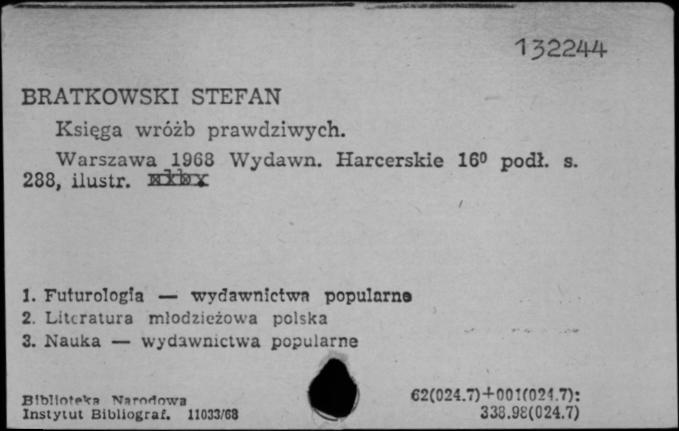 132244
BRATKOWSKI STEFAN
Księga wróżb prawdziwych.
Warszawa 1968 Wydawn. Harcerskie 16⁰ podł. s.
288, ilustr.
1. Futurologia — wydawnictwa popularne
2. Literatura młodzieżowa polska
3. Nauka — wydawnictwa popularne
Biblioteka Narodowa
Instytut Bibliograf. 11033/68
62(024.7)+001(024.7):
338.98(024.7)